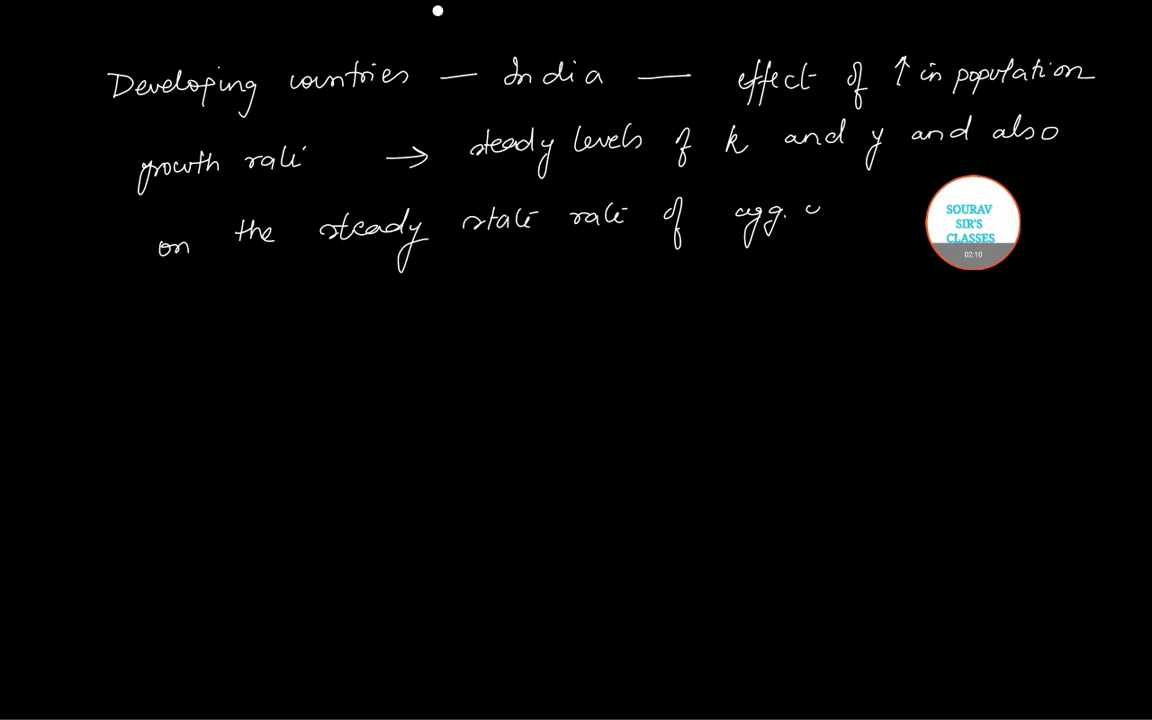 Developing countries — India — effect of ↑ in population
growth rate → steady levels of k and y and also
on the steady state rate of agg.
SOURAV
SIR'S
CLASSES
02:10